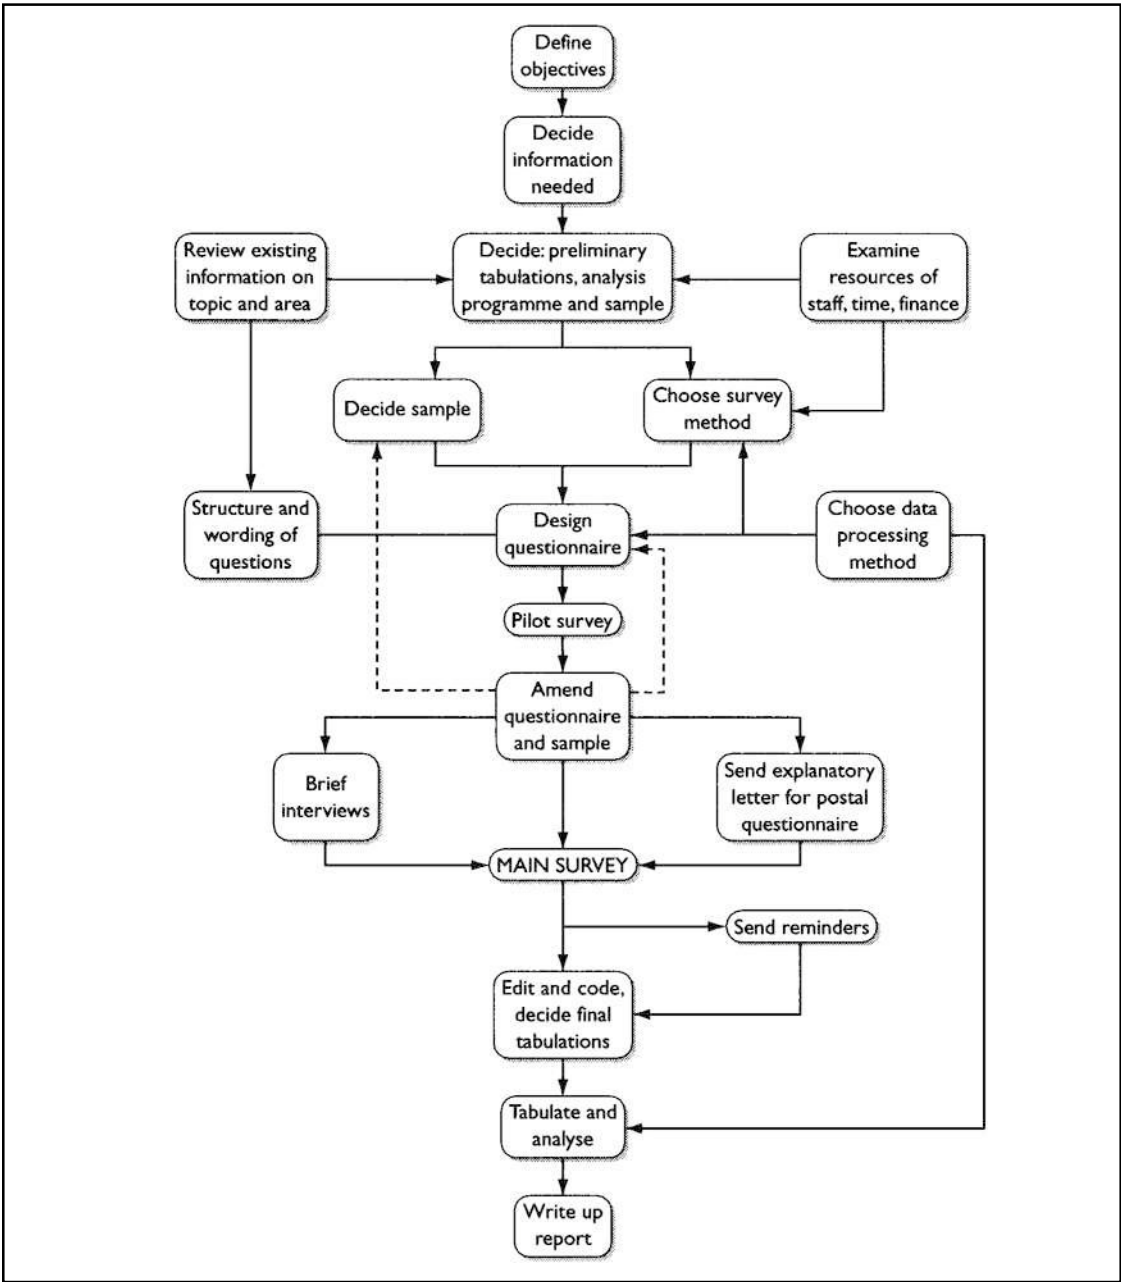 Define
objectives
Decide
information
needed
Review existing
information on
topic and area
Decide: preliminary
tabulations, analysis
programme and sample
Examine
resources of
staff, time, finance
Decide sample
Choose survey
method
Structure and
wording of
questions
Design
questionnaire
Choose data
processing
method
Pilot survey
Amend
questionnaire
and sample
Brief
interviews
Send explanatory
letter for postal
questionnaire
MAIN SURVEY
Send reminders
Edit and code,
decide final
tabulations
Tabulate and
analyse
Write up
report